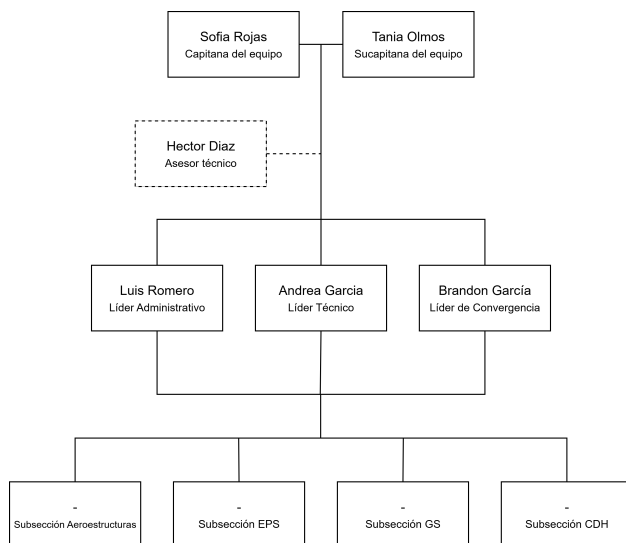 Sofia Rojas
Capitana del equipo
Tania Olmos
Sucapitana del equipo
Hector Diaz
Asesor técnico
Luis Romero
Líder Administrativo
Andrea Garcia
Líder Técnico
Brandon García
Líder de Convergencia
-
Subsección Aeroestructuras
-
Subsección EPS
-
Subsección GS
-
Subsección CDH